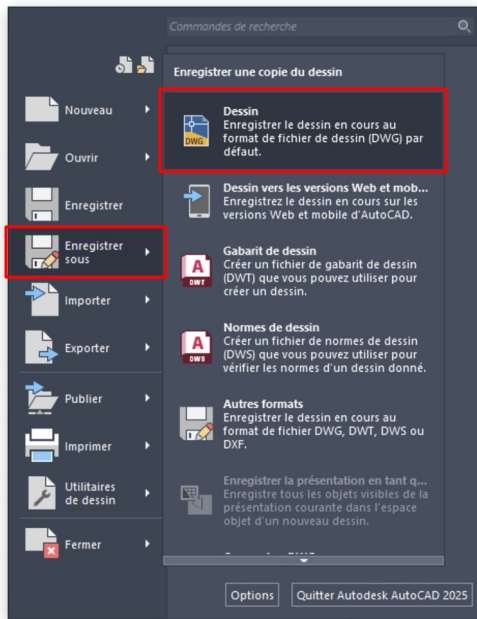 Commandes de recherche
Enregistrer une copie du dessin
Nouveau
Ouvrir
Enregistrer
Enregistrer
sous
Importer
Exporter
Publier
Imprimer
Utilitaires
de dessin
Fermer
DWG
Dessin
Enregistrer le dessin en cours au
format de fichier de dessin (DWG) par
défaut.
Dessin vers les versions Web et mob...
Enregistrez le dessin en cours sur les
versions Web et mobile d'AutoCAD.
A
DWT
Gabarit de dessin
Créer un fichier de gabarit de dessin
(DWT) que vous pouvez utiliser pour
créer un dessin.
A
DWS
Normes de dessin
Créer un fichier de normes de dessin
(DWS) que vous pouvez utiliser pour
vérifier les normes d'un dessin donné.
Autres formats
Enregistrer le dessin en cours au
format de fichier DWG, DWT, DWS ou
DXF.
Enregistrer la présentation en tant q...
Enregistre tous les objets visibles de la
présentation courante dans l'espace
objet d'un nouveau dessin.
Options
Quitter Autodesk AutoCAD 2025